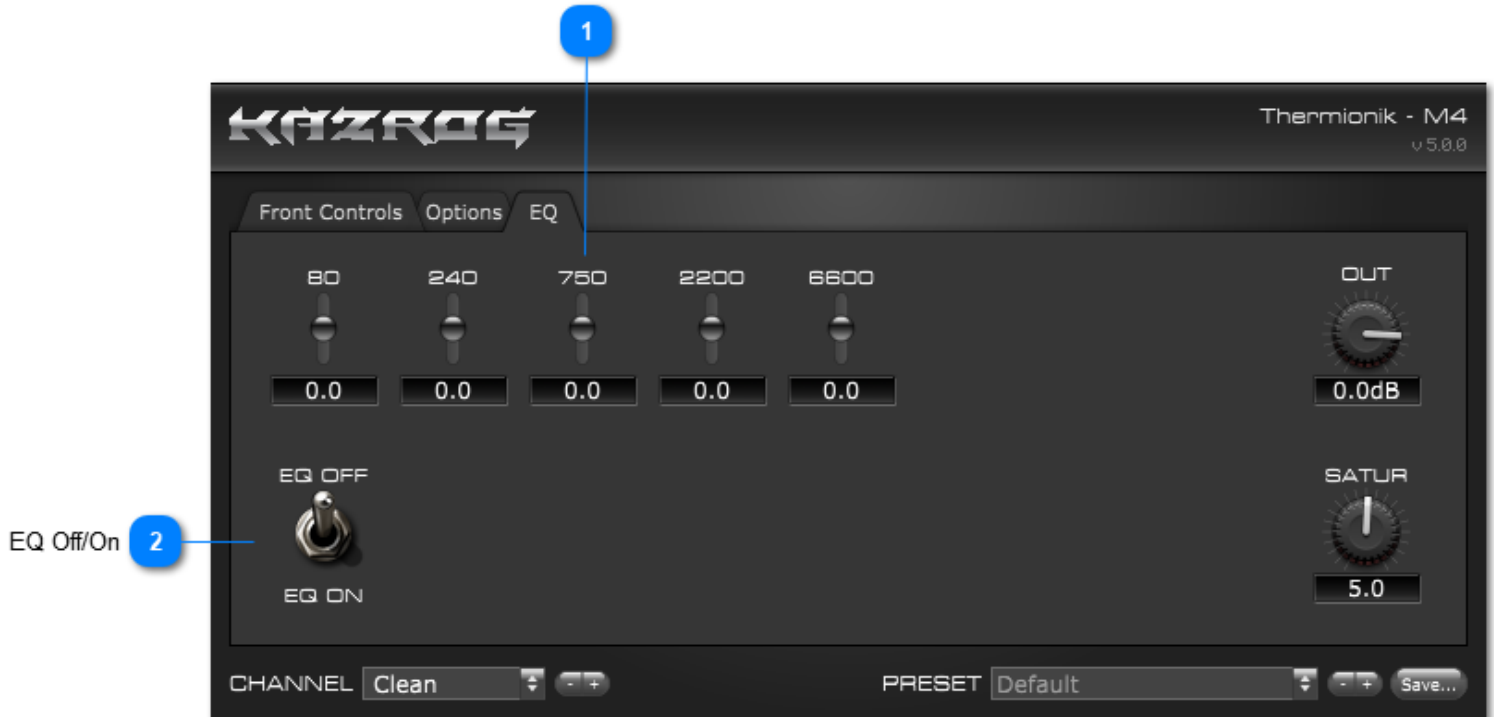 1
KAZROG
Thermionik - M4
v 5.0.0
Front Controls Options EQ
80 240 750 2200 6600 OUT
0.0 0.0 0.0 0.0 0.0 0.0dB
EQ OFF SATUR
EQ Off/On 2
EQ ON 5.0
CHANNEL Clean - + PRESET Default - + Save...